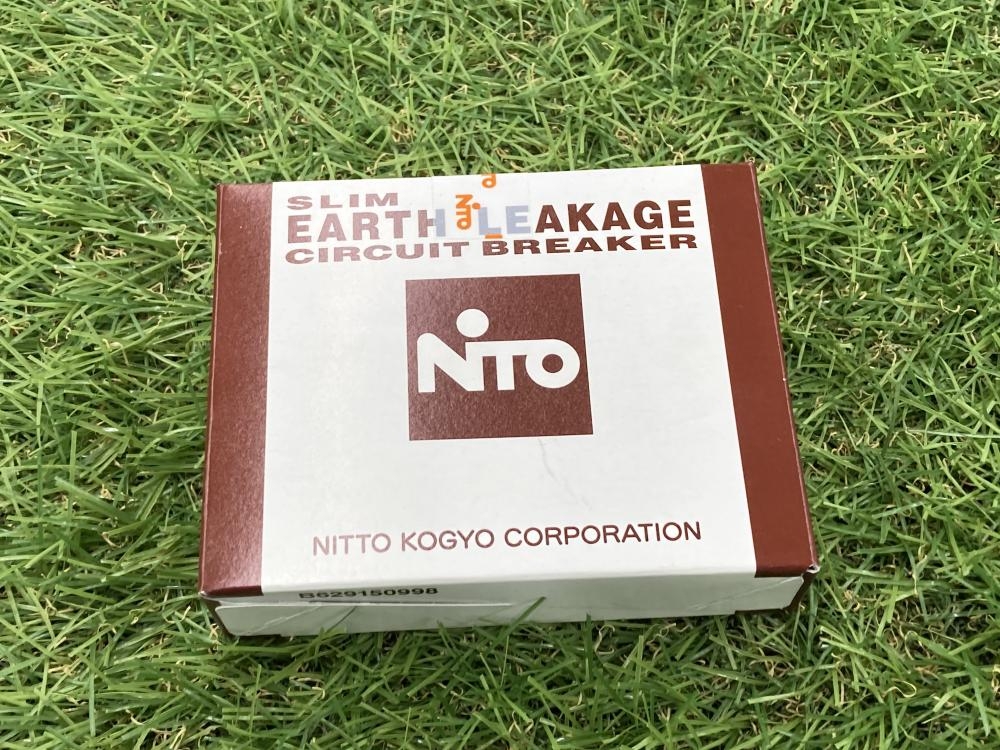 SLIM
EARTH LEAKAGE
CIRCUIT BREAKER
NiTO
NITTO KOGYO CORPORATION
B629150998